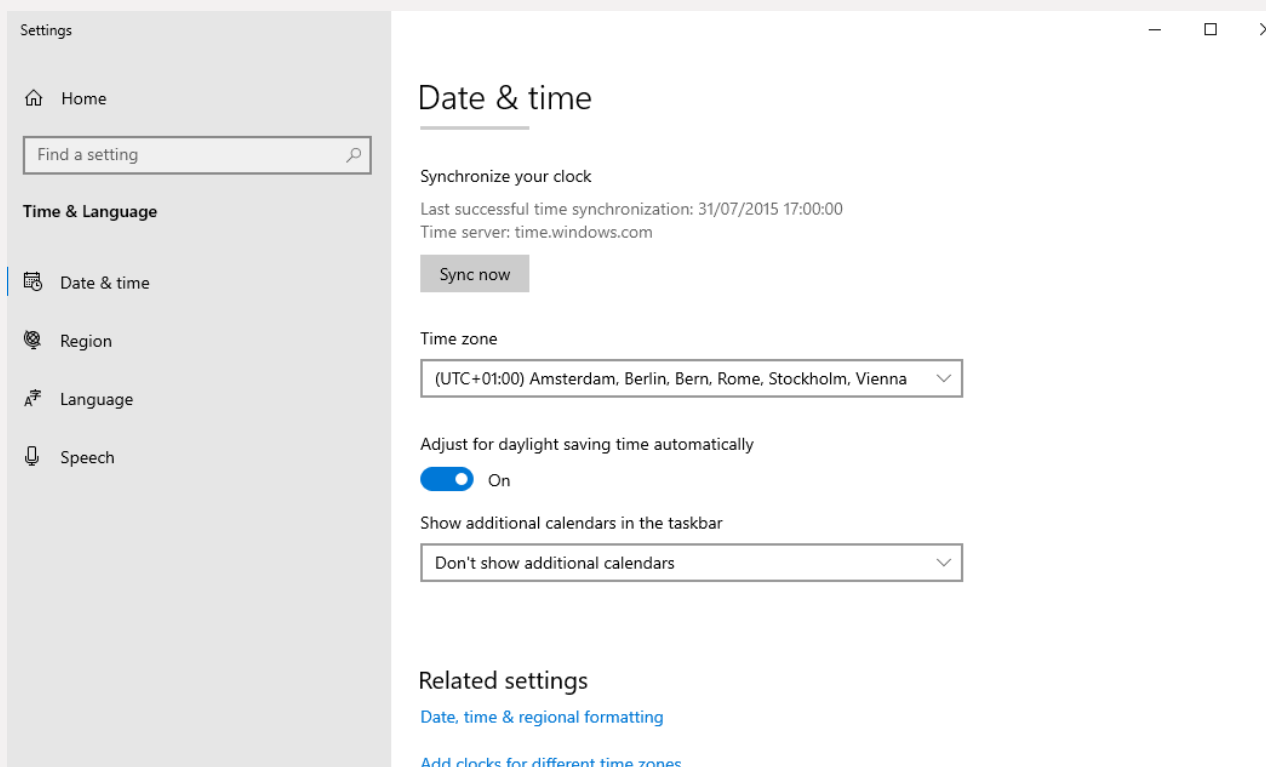 Settings
Home
Find a setting
Time & Language
Date & time
Region
Language
Speech
Date & time
Synchronize your clock
Last successful time synchronization: 31/07/2015 17:00:00
Time server: time.windows.com
Sync now
Time zone
(UTC+01:00) Amsterdam, Berlin, Bern, Rome, Stockholm, Vienna
Adjust for daylight saving time automatically
On
Show additional calendars in the taskbar
Don't show additional calendars
Related settings
Date, time & regional formatting
Add clocks for different time zones